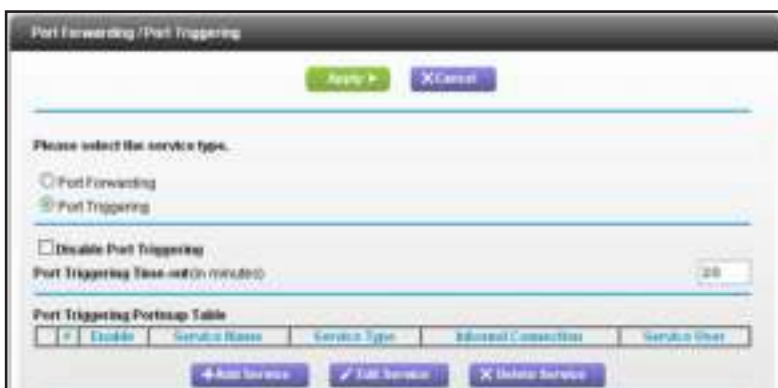 Port Forwarding / Port Triggering
Apply Cancel
Please select the service type.
Port Forwarding
Port Triggering
Disable Port Triggering
Port Triggering Time-out(in minutes) 20
Port Triggering Portmap Table
# Enable Service Name Service Type Inbound Connection Service User
Add Service Edit Service Delete Service